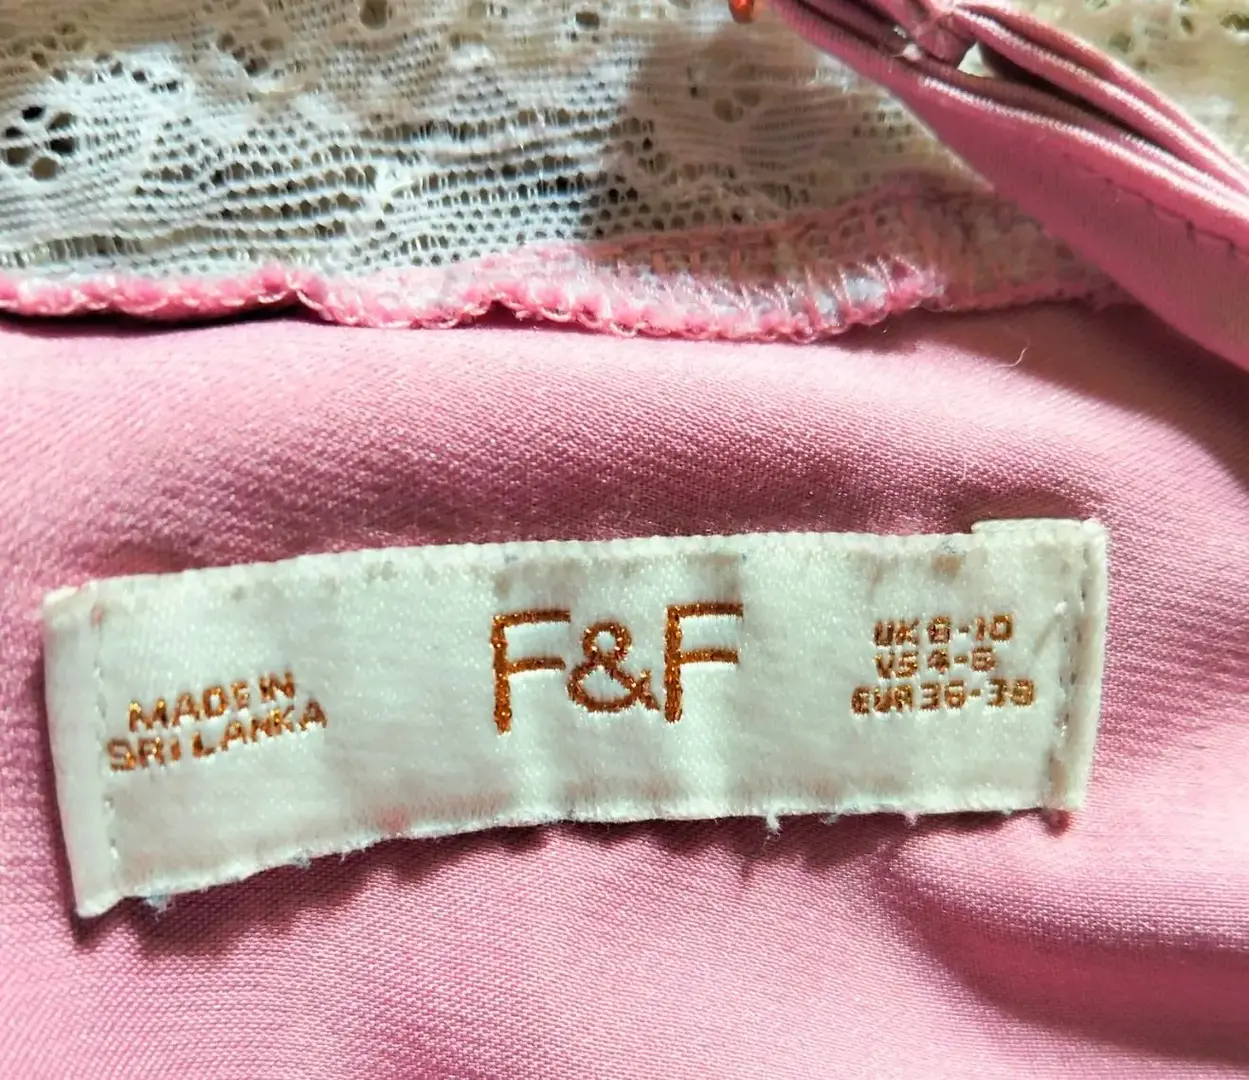 MADE IN
SRI LANKA
F&F
UK 8-10
US 4-6
EUR 36-38